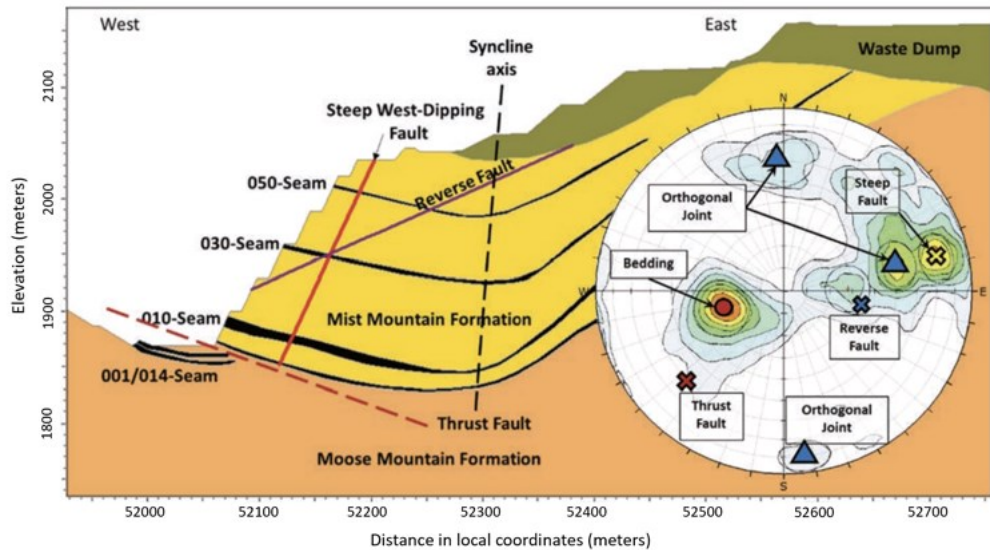 West
East
Waste Dump
Syncline
axis
Steep West-Dipping
Fault
050-Seam
Reverse Fault
030-Seam
010-Seam
Mist Mountain Formation
001/014-Seam
Thrust Fault
Moose Mountain Formation
N
Steep
Fault
Orthogonal
Joint
Bedding
W
E
Reverse
Fault
Thrust
Fault
Orthogonal
Joint
S
Elevation (meters)
2100
2000
1900
1800
52000
52100
52200
52300
52400
52500
52600
52700
Distance in local coordinates (meters)